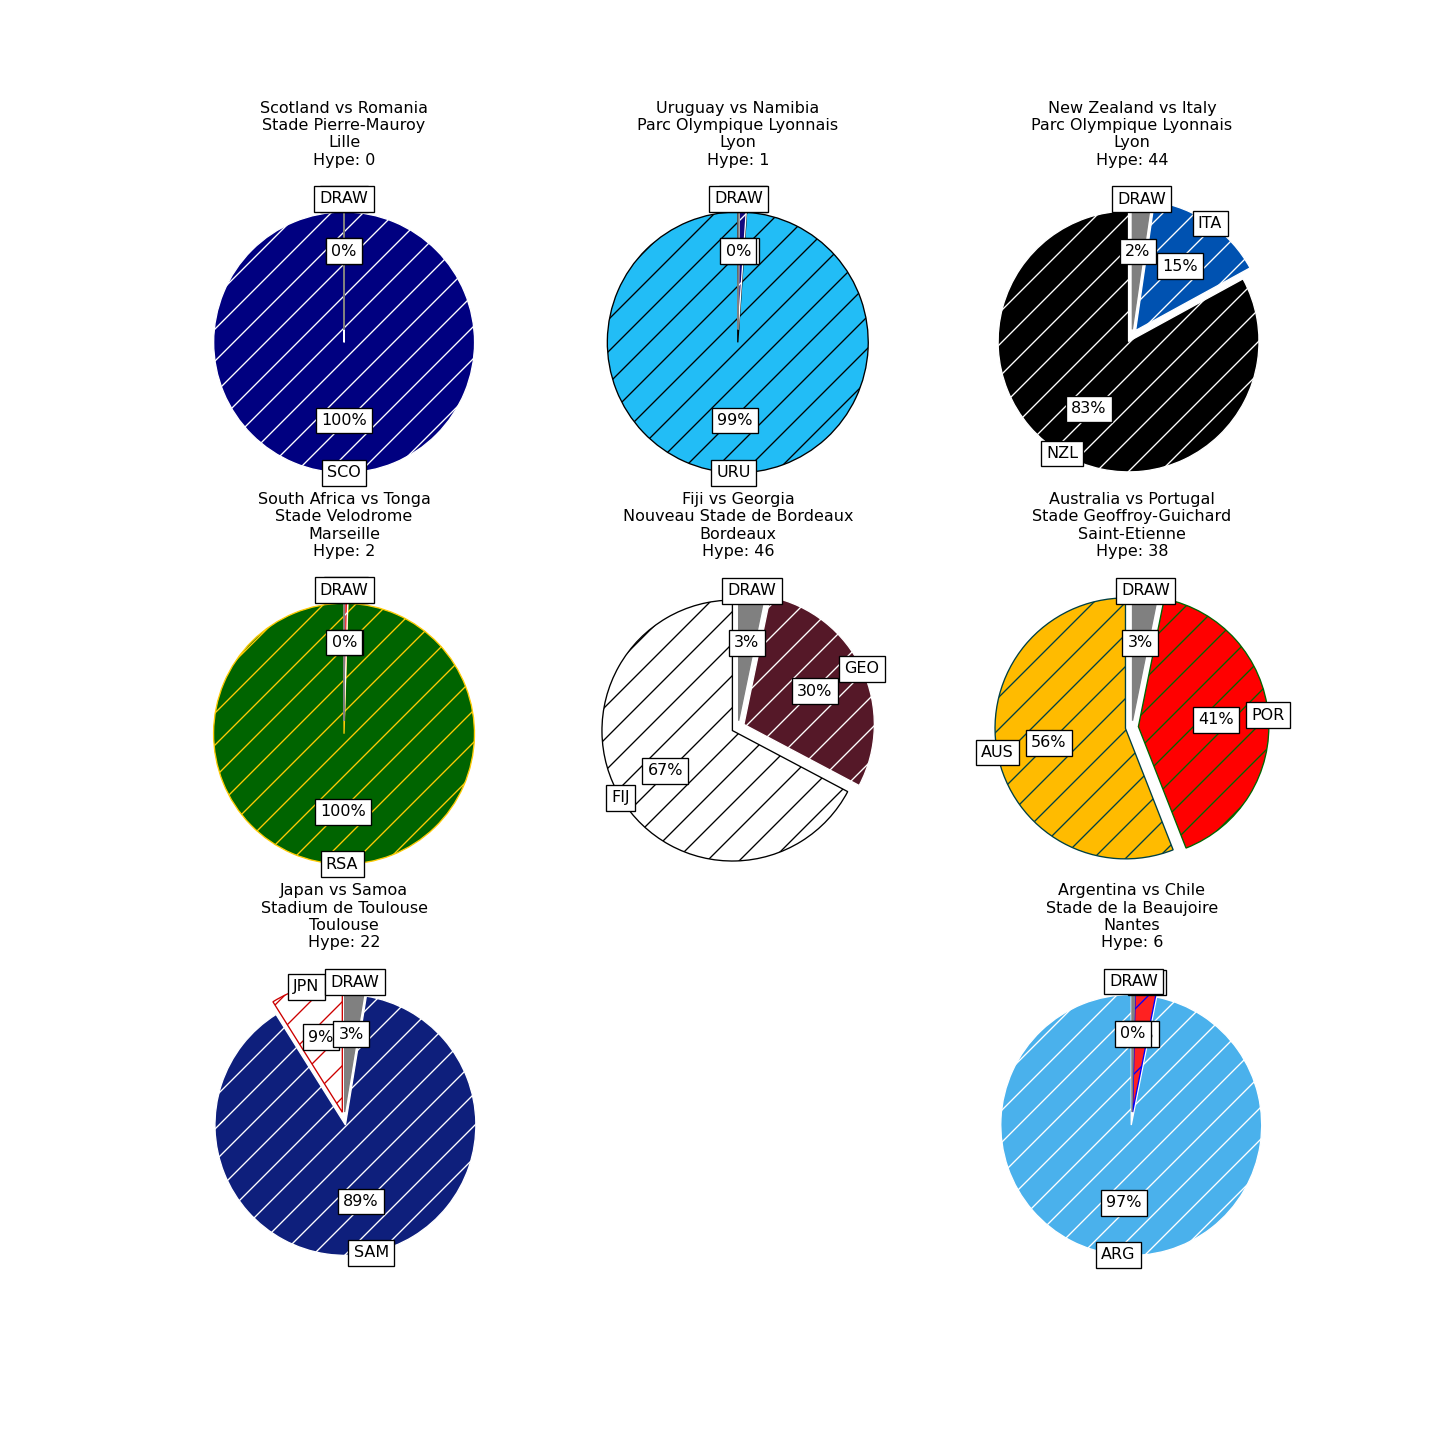 Scotland vs Romania
Stade Pierre-Mauroy
Lille
Hype: 0
DRAW
0%
100%
SCO
Uruguay vs Namibia
Parc Olympique Lyonnais
Lyon
Hype: 1
DRAW
0%
99%
URU
New Zealand vs Italy
Parc Olympique Lyonnais
Lyon
Hype: 44
DRAW
ITA
2%
15%
83%
NZL
South Africa vs Tonga
Stade Velodrome
Marseille
Hype: 2
DRAW
0%
100%
RSA
Fiji vs Georgia
Nouveau Stade de Bordeaux
Bordeaux
Hype: 46
DRAW
3%
GEO
30%
67%
FIJ
Australia vs Portugal
Stade Geoffroy-Guichard
Saint-Etienne
Hype: 38
DRAW
3%
POR
41%
56%
AUS
Japan vs Samoa
Stadium de Toulouse
Toulouse
Hype: 22
JPN
DRAW
9%
3%
89%
SAM
Argentina vs Chile
Stade de la Beaujoire
Nantes
Hype: 6
DRAW
0%
97%
ARG